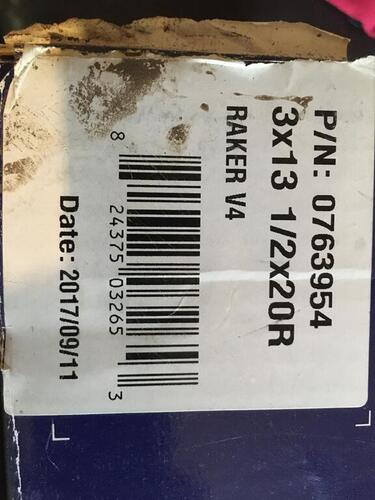 P/N: 0763954
3x13 1/2x20R
RAKER V4
8 24375 03265 3
Date: 2017/09/11